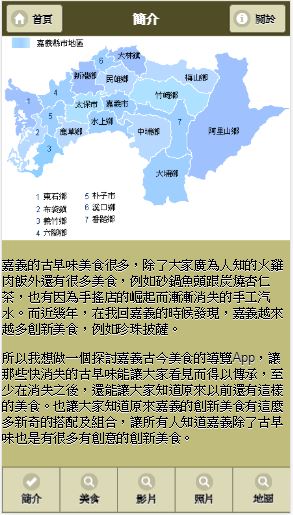 首頁 簡介 關於
嘉義縣市地區
大林鎮
6
新港鄉 民雄鄉 梅山鄉
1 4 竹崎鄉
太保市 嘉義市
2 5
鹿草鄉 水上鄉 中埔鄉 7 阿里山鄉
3
大埔鄉
1 東石鄉 5 朴子市
2 布袋鎮 6 溪口鄉
3 義竹鄉 7 番路鄉
4 六腳鄉
嘉義的古早味美食很多，除了大家廣為人知的火雞
肉飯外還有很多美食，例如砂鍋魚頭跟炭燒杏仁
茶，也有因為手搖店的崛起而漸漸消失的手工汽
水。而近幾年，在我回嘉義的時候發現，嘉義越來
越多創新美食，例如珍珠披薩。
所以我想做一個探討嘉義古今美食的導覽App，讓
那些快消失的古早味能讓大家看見而得以傳承，至
少在消失之後，還能讓大家知道原來以前還有這樣
的美食。也讓大家知道原來嘉義的創新美食有這麼
多新奇的搭配及組合，讓所有人知道嘉義除了古早
味也是有很多有創意的創新美食。
簡介 美食 影片 照片 地圖